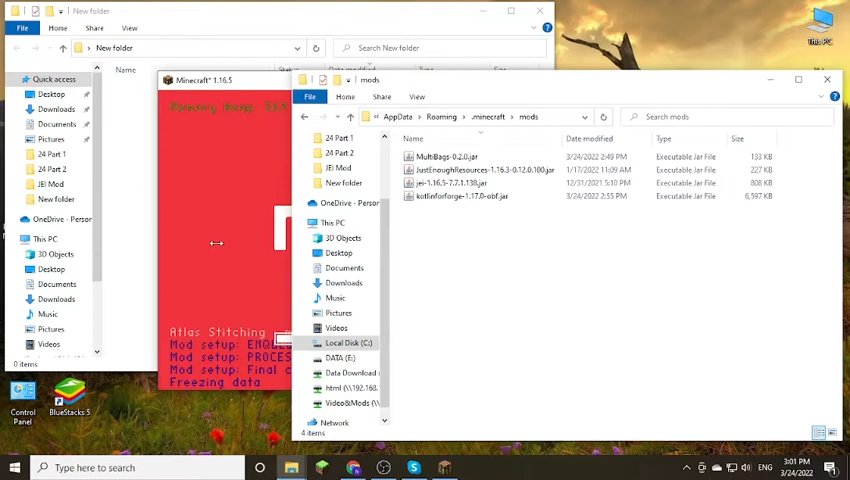 New folder
File
Home
Share
View
New folder
Search New folder
Quick access
Desktop
Downloads
Documents
Pictures
24 Part 1
24 Part 2
JEI Mod
New folder
OneDrive - Persona
This PC
3D Objects
Desktop
Documents
Downloads
Music
Pictures
Videos
0 items
Name
Status
Minecraft* 1.16.5
Atlas Stitching :
Mod setup: ENQUE
Mod setup: PROCES
Mod setup: Final c
Freezing data
mods
File
Home
Share
View
« AppData > Roaming > .minecraft > mods
Search mods
24 Part 1
24 Part 2
JEI Mod
New folder
OneDrive - Person
This PC
3D Objects
Desktop
Documents
Downloads
Music
Pictures
Videos
Local Disk (C:)
DATA (E:)
Data Download
html (\\192.168.
Video&Mods (\\
Network
Name Date modified Type Size
MultiBags-0.2.0.jar 3/24/2022 2:49 PM Executable Jar File 133 KB
JustEnoughResources-1.16.3-0.12.0.100.jar 1/17/2022 11:09 AM Executable Jar File 227 KB
jei-1.16.5-7.7.1.138.jar 12/31/2021 5:10 PM Executable Jar File 808 KB
kotlinforforge-1.17.0-obf.jar 3/24/2022 2:55 PM Executable Jar File 6,597 KB
4 items
This PC
Control
Panel
BlueStacks 5
Type here to search
ENG
3:01 PM
3/24/2022
1